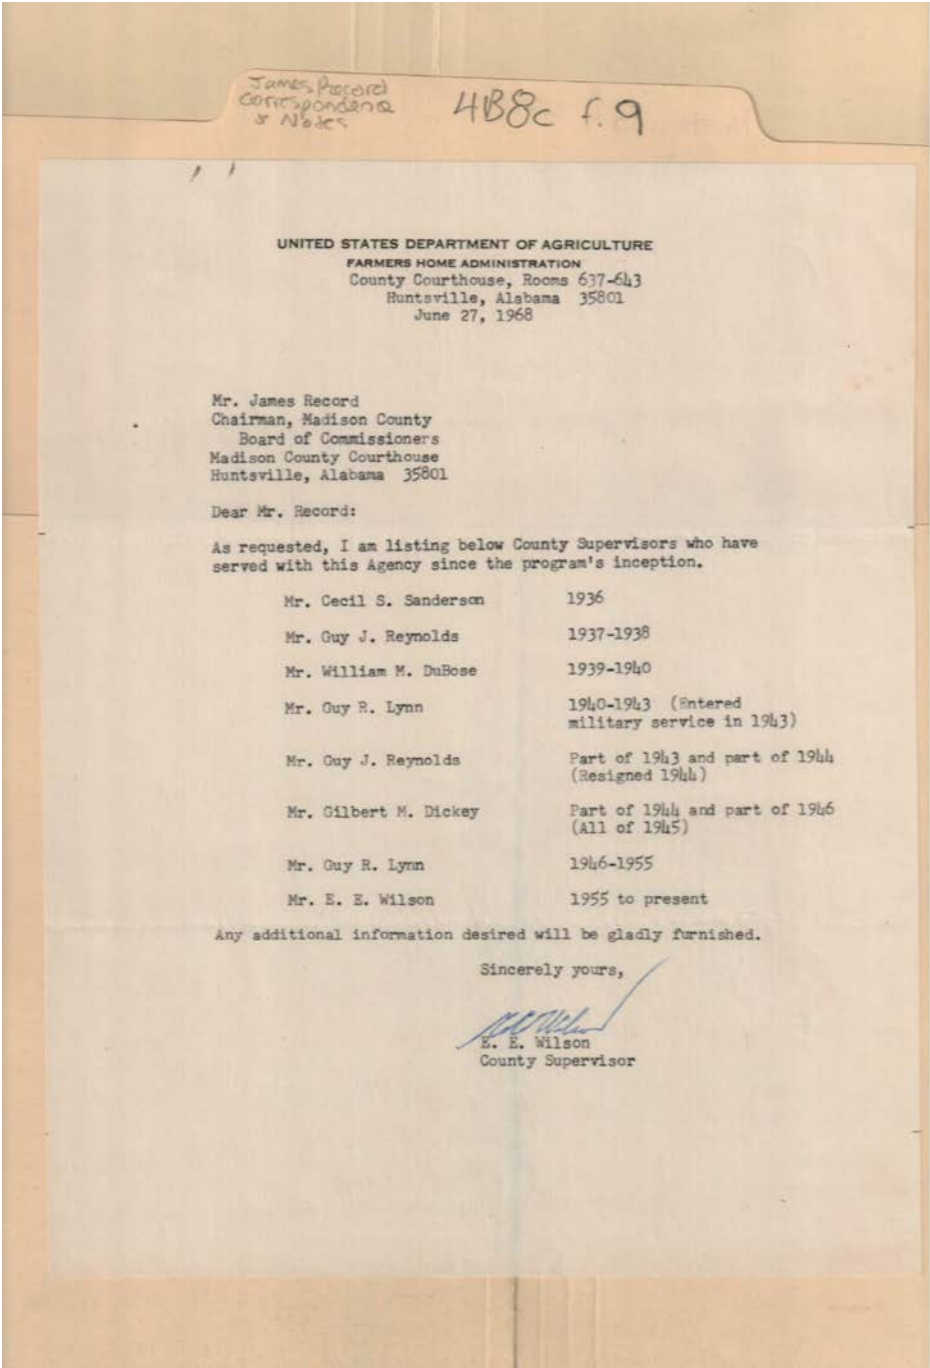 James Record
Correspondence
& Notes
4B8c f.9
UNITED STATES DEPARTMENT OF AGRICULTURE
FARMERS HOME ADMINISTRATION
County Courthouse, Rooms 637-643
Huntsville, Alabama 35801
June 27, 1968
Mr. James Record
Chairman, Madison County
Board of Commissioners
Madison County Courthouse
Huntsville, Alabama 35801
Dear Mr. Record:
As requested, I am listing below County Supervisors who have
served with this Agency since the program's inception.
Mr. Cecil S. Sanderson 1936
Mr. Guy J. Reynolds 1937-1938
Mr. William M. DuBose 1939-1940
Mr. Guy R. Lynn 1940-1943 (Entered
military service in 1943)
Mr. Guy J. Reynolds Part of 1943 and part of 1944
(Resigned 1944)
Mr. Gilbert M. Dickey Part of 1944 and part of 1946
(All of 1945)
Mr. Guy R. Lynn 1946-1955
Mr. E. E. Wilson 1955 to present
Any additional information desired will be gladly furnished.
Sincerely yours,
E E Wilson
E. E. Wilson
County Supervisor